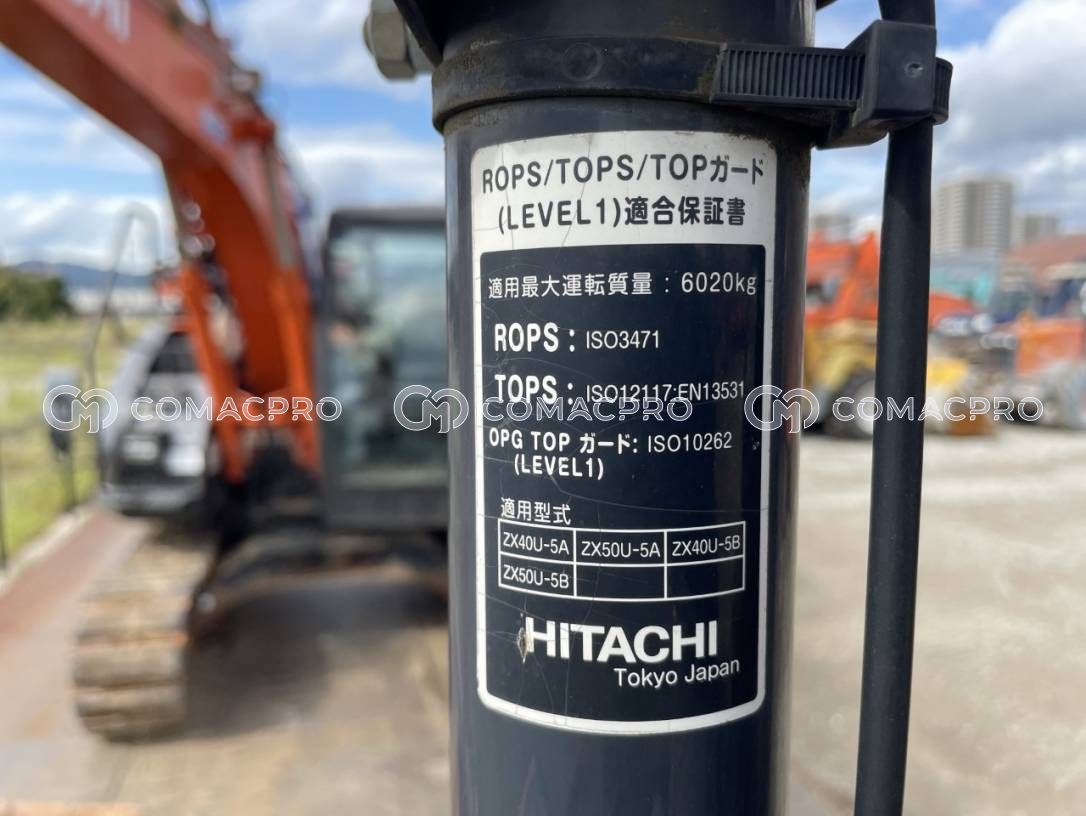 ROPS/TOPS/TOPガード
(LEVEL1)適合保証書
適用最大運転質量 : 6020kg
ROPS : ISO3471
TOPS : ISO12117:EN13531
OPG TOP ガード: ISO10262
(LEVEL1)
適用型式
ZX40U-5A ZX50U-5A ZX40U-5B
ZX50U-5B
HITACHI
Tokyo Japan
COMACPRO COMACPRO COMACPRO